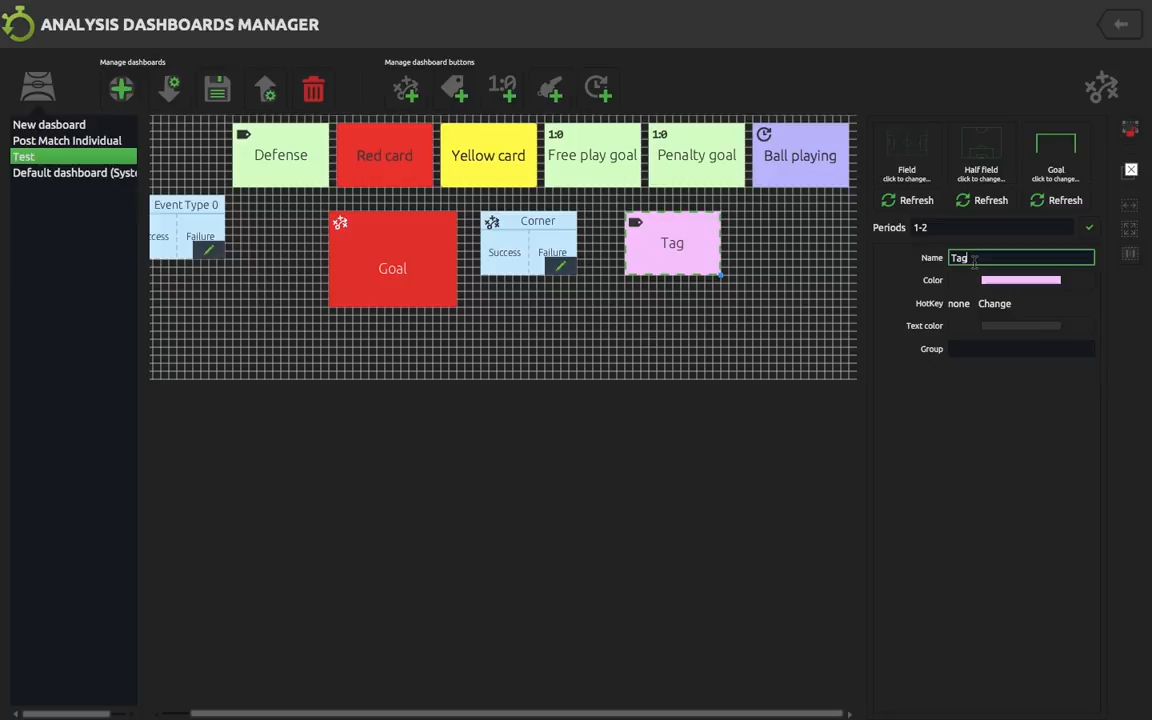 ANALYSIS DASHBOARDS MANAGER
Manage dashboards
Manage dashboard buttons
1:0
New dasboard
Post Match Individual
Test
Default dashboard (Syste
Defense
Red card
Yellow card
1:0
Free play goal
1:0
Penalty goal
Ball playing
Event Type 0
ccess
Failure
Goal
Corner
Success
Failure
Tag
Field
click to change...
Half field
click to change...
Goal
click to change...
Refresh
Refresh
Refresh
Periods 1-2
Name Tag
Color
HotKey none Change
Text color
Group